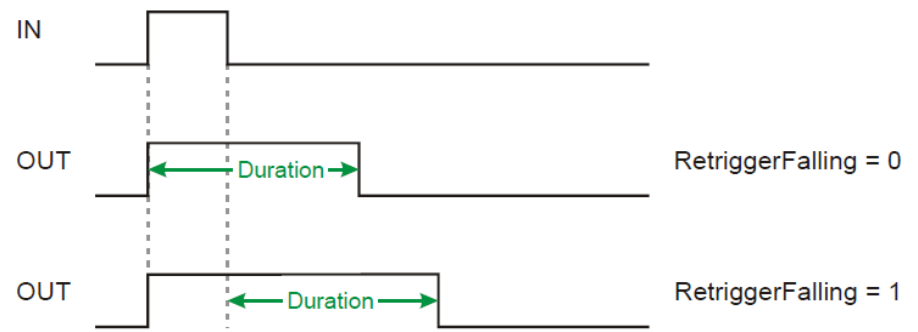 IN
OUT
Duration
RetriggerFalling = 0
OUT
Duration
RetriggerFalling = 1